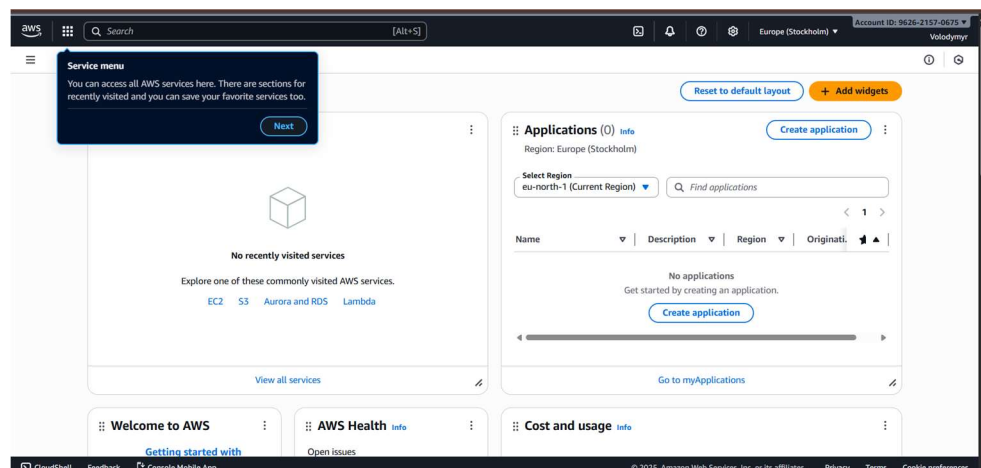 aws
Search [Alt+S]
Europe (Stockholm)
Account ID: 9626-2157-0675
Volodymyr
Service menu
You can access all AWS services here. There are sections for
recently visited and you can save your favorite services too.
Next
Reset to default layout
+ Add widgets
No recently visited services
Explore one of these commonly visited AWS services.
EC2 S3 Aurora and RDS Lambda
View all services
Applications (0) Info
Create application
Region: Europe (Stockholm)
Select Region
eu-north-1 (Current Region)
Find applications
1
Name Description Region Originati.
No applications
Get started by creating an application.
Create application
Go to myApplications
Welcome to AWS
Getting started with
AWS Health Info
Open issues
Cost and usage Info
CloudShell Feedback Console Mobile App
© 2025, Amazon Web Services, Inc. or its affiliates. Privacy Terms Cookie preferences